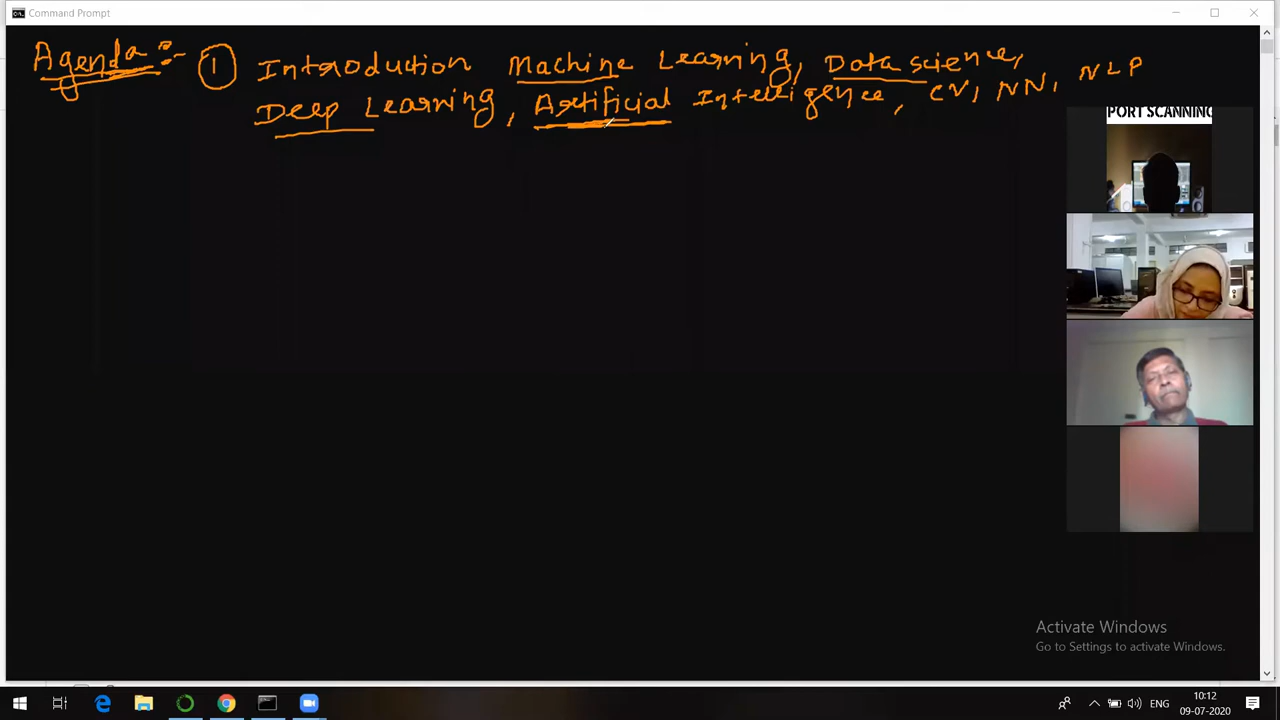 Command Prompt
Agenda :- ① Introduction Machine Learning, Data science,
Deep Learning, Artificial Intelligence, CV, NN, NLP
PORT SCANNING
Activate Windows
Go to Settings to activate Windows.
ENG
10:12
09-07-2020